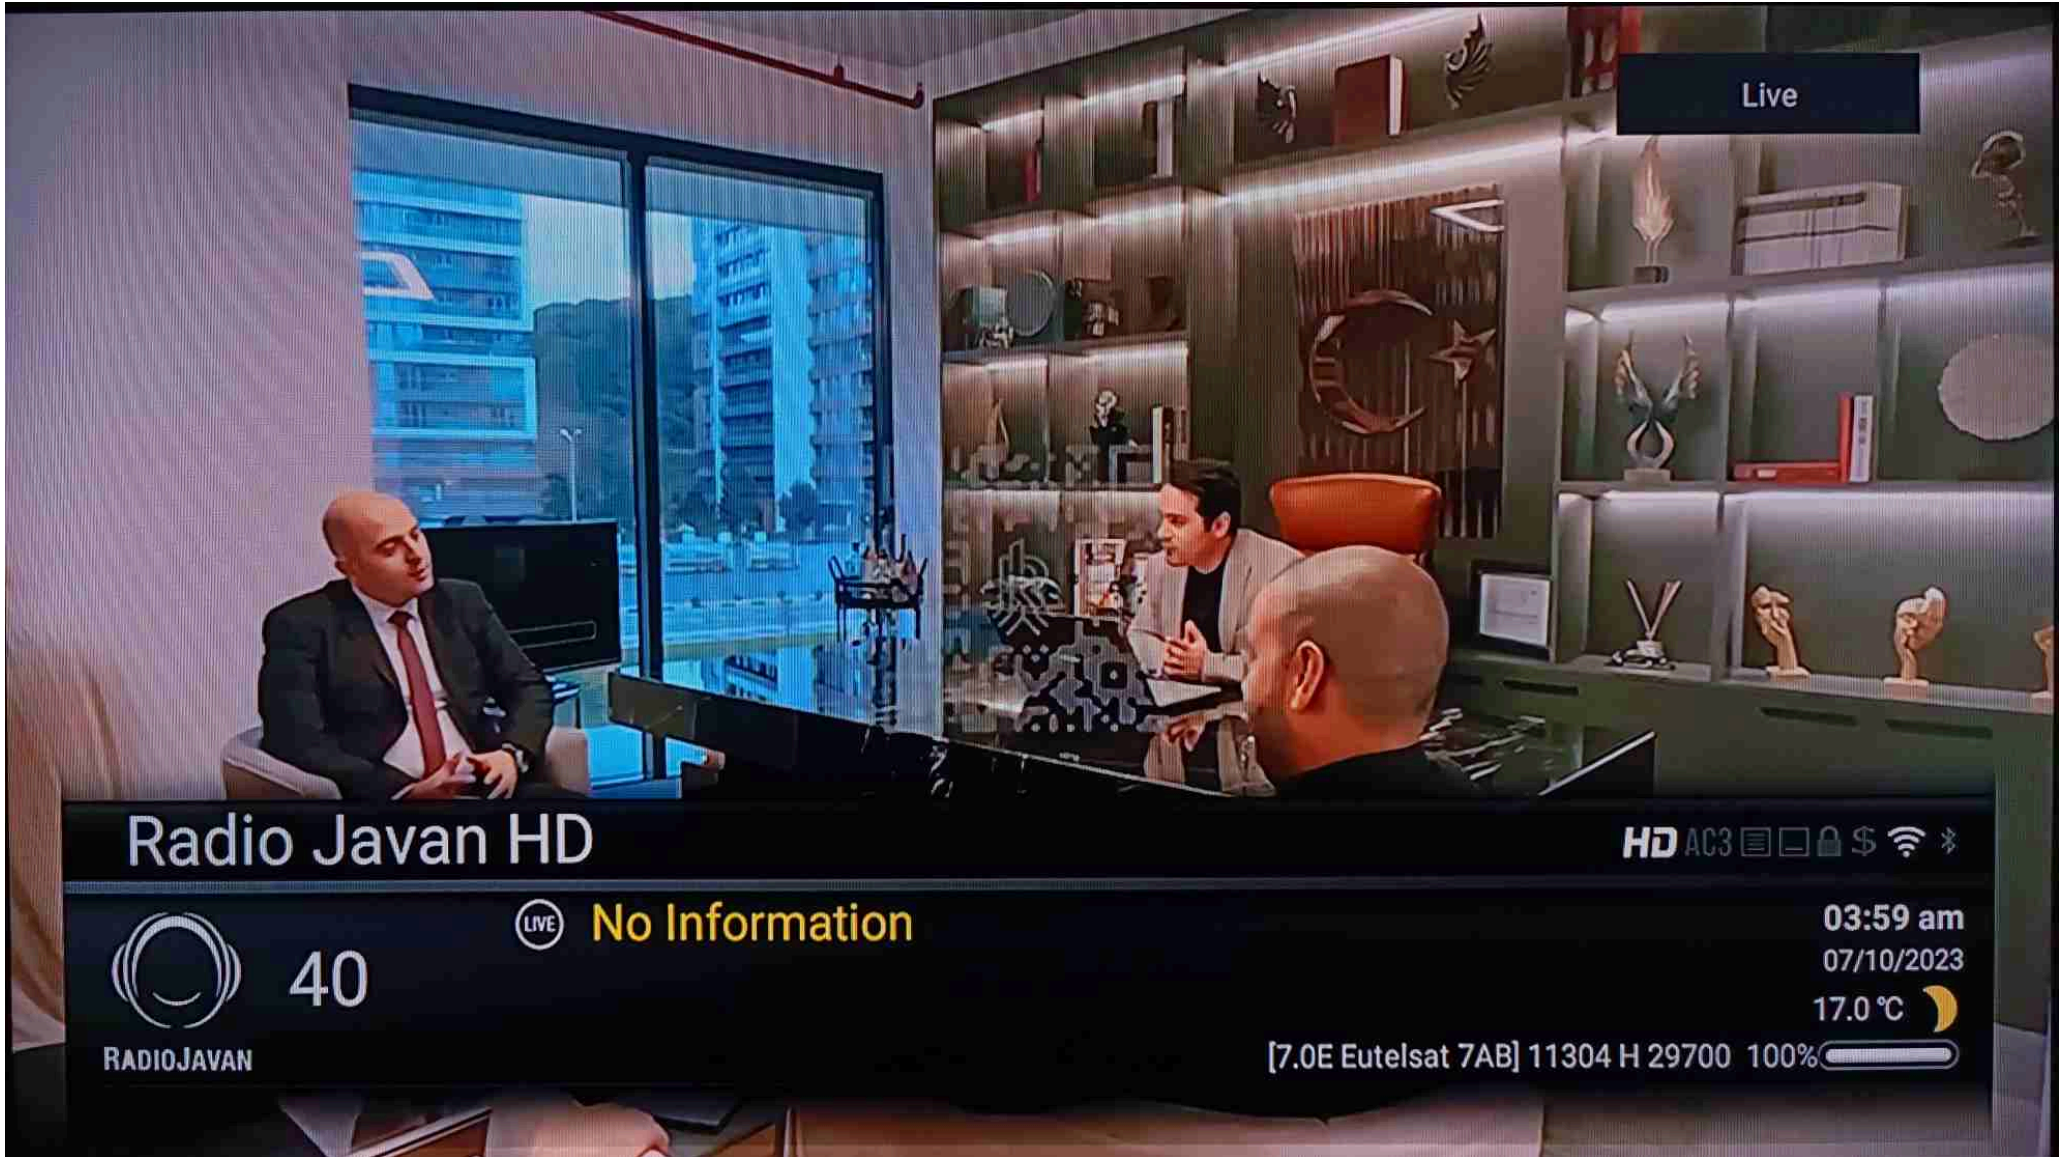 Live
Radio Javan HD
HD AC3 $
LIVE No Information
03:59 am
40
07/10/2023
17.0 °C
RADIOJAVAN
[7.0E Eutelsat 7AB] 11304 H 29700 100%